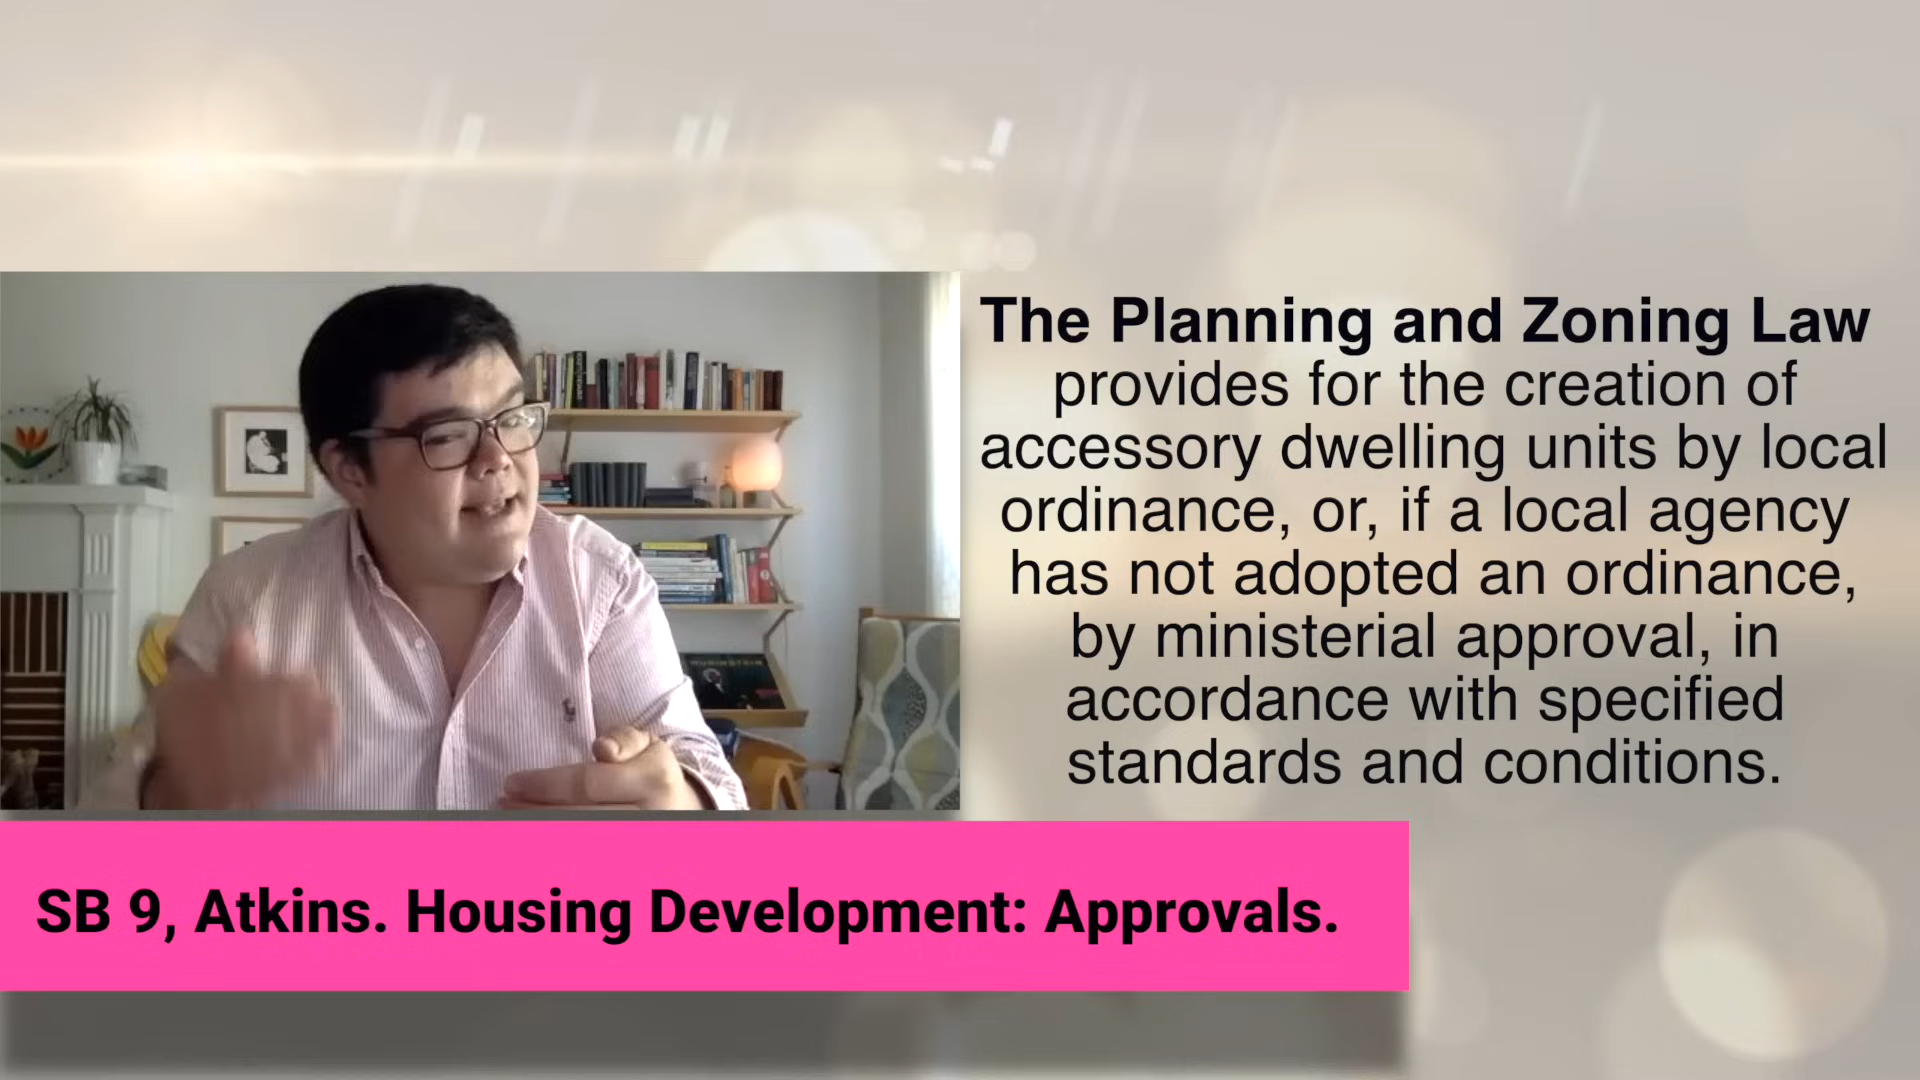 The Planning and Zoning Law
provides for the creation of
accessory dwelling units by local
ordinance, or, if a local agency
has not adopted an ordinance,
by ministerial approval, in
accordance with specified
standards and conditions.
SB 9, Atkins. Housing Development: Approvals.